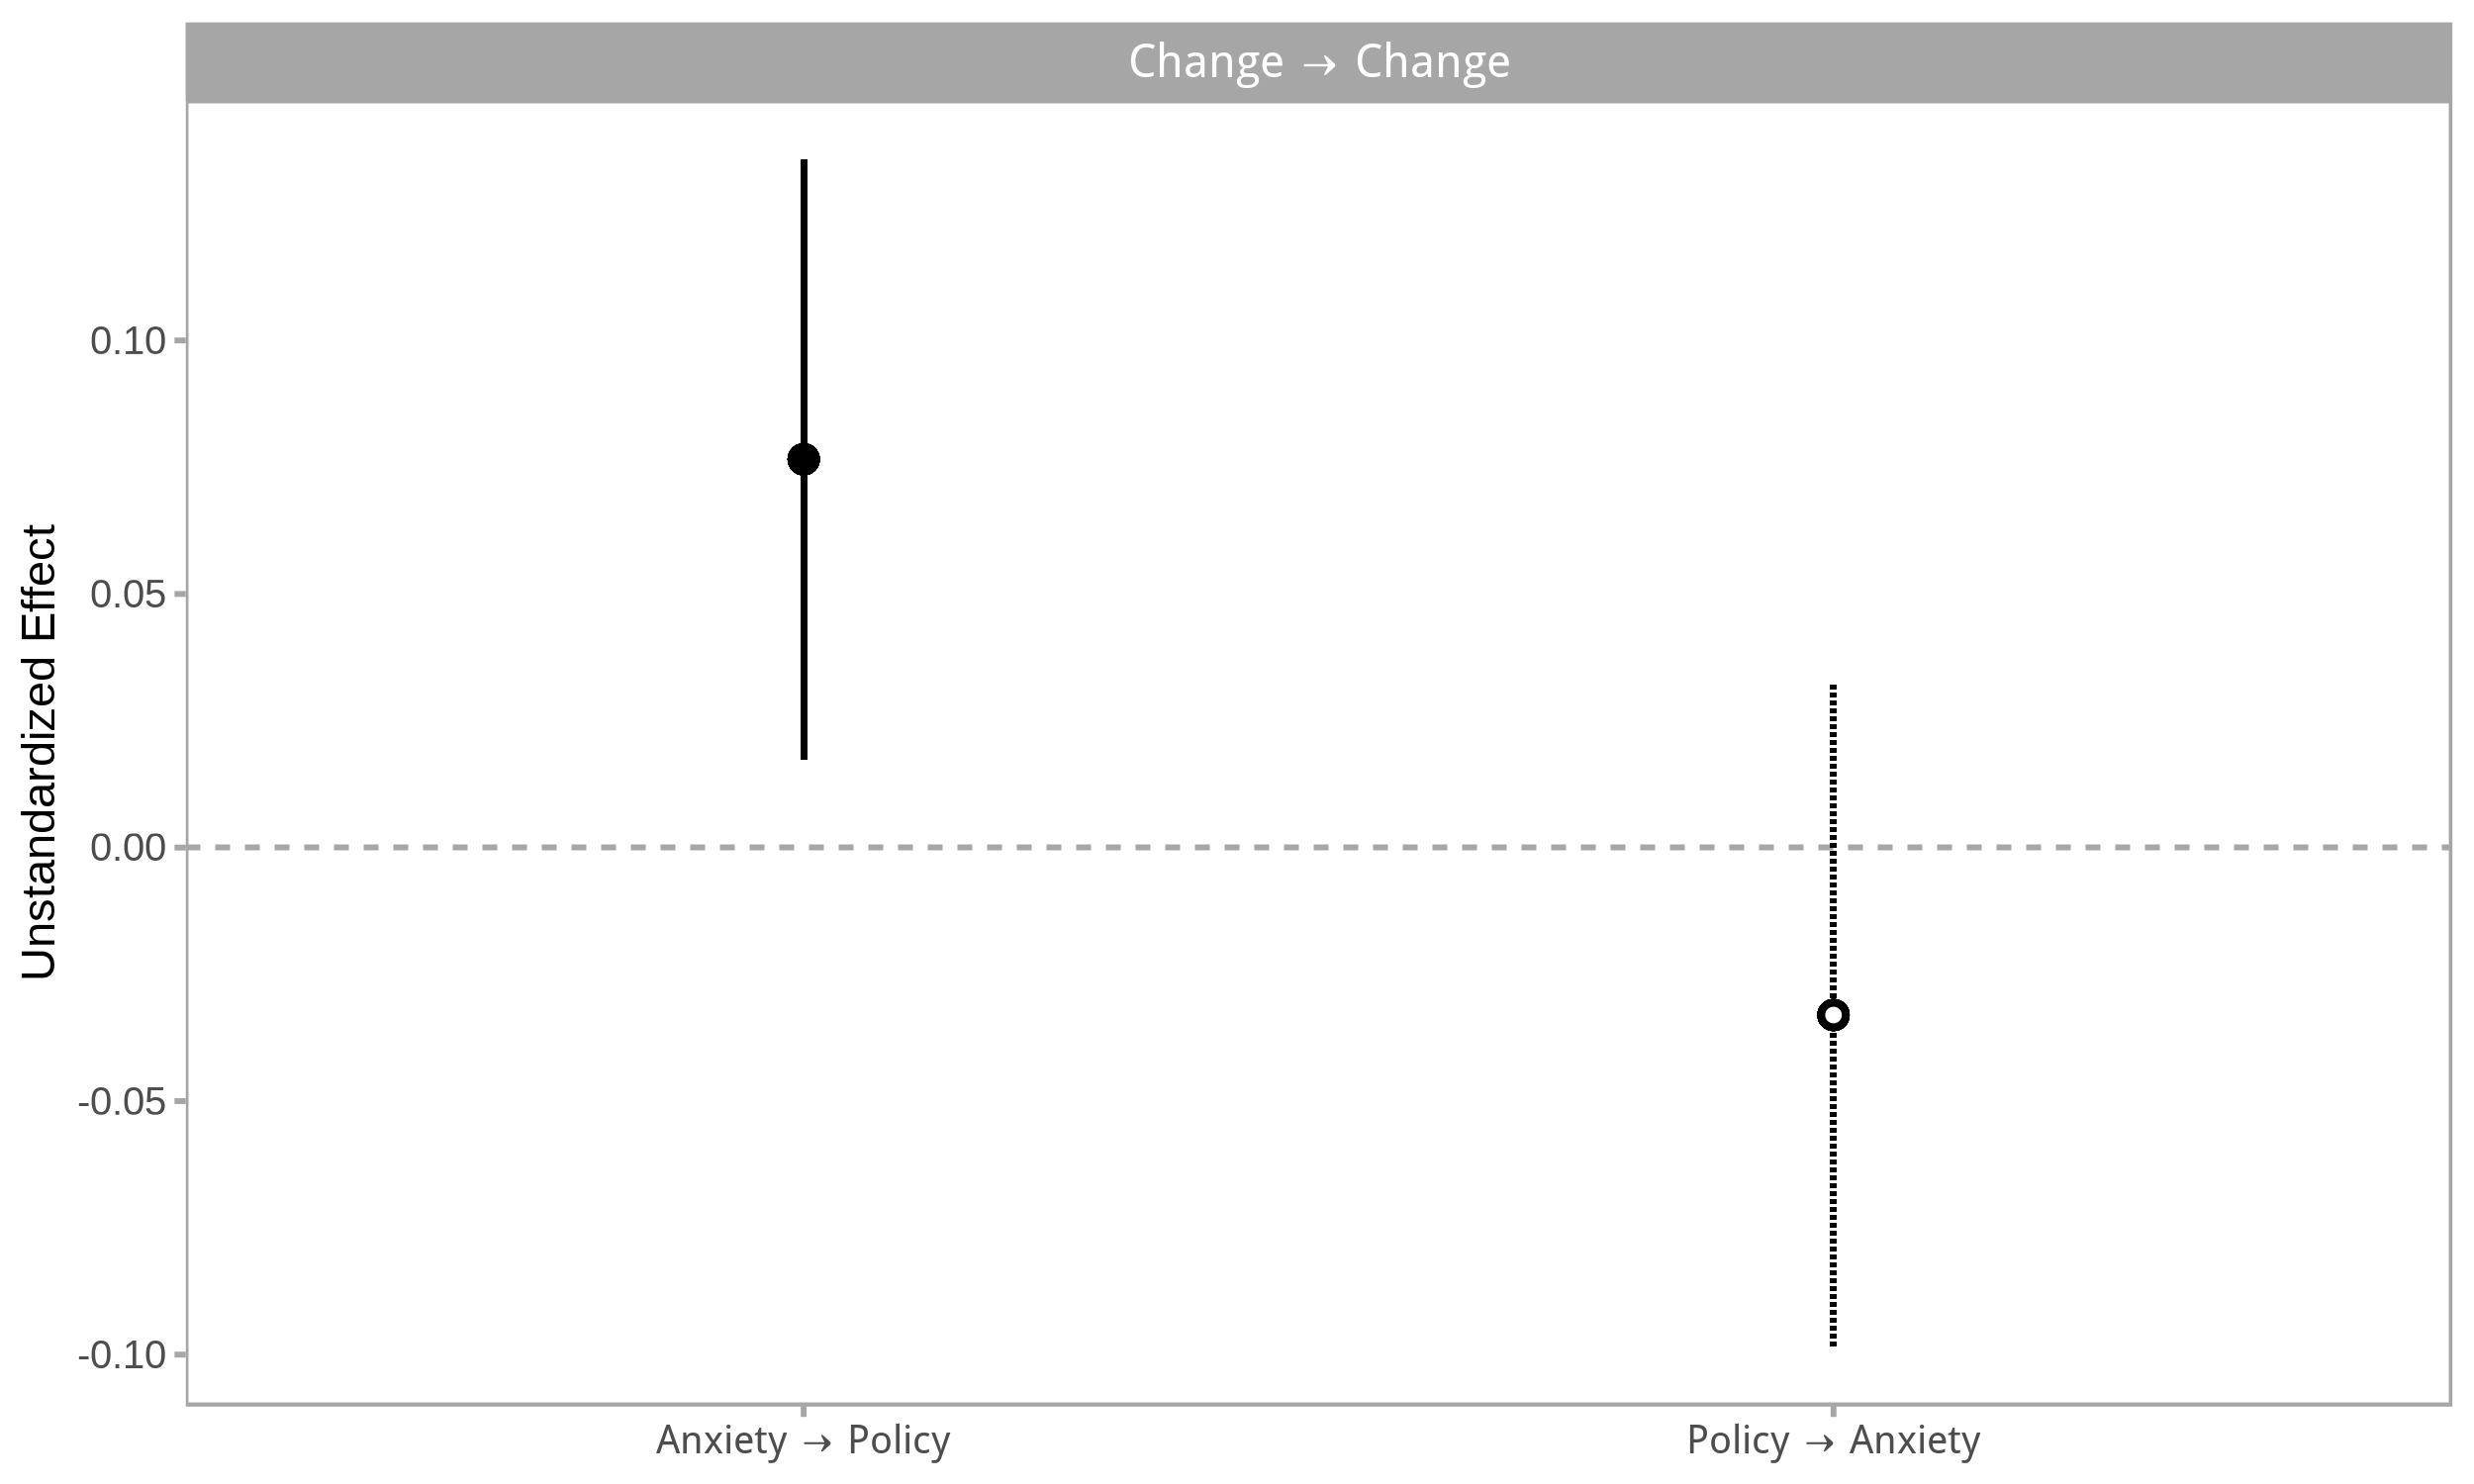 Change → Change
Unstandardized Effect
0.10
0.05
0.00
-0.05
-0.10
Anxiety → Policy
Policy → Anxiety